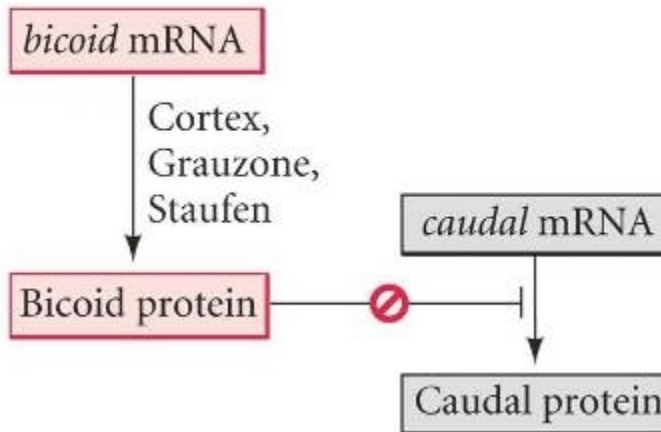 bicoid mRNA
Cortex,
Grauzone,
Staufen
caudal mRNA
Bicoid protein
Caudal protein